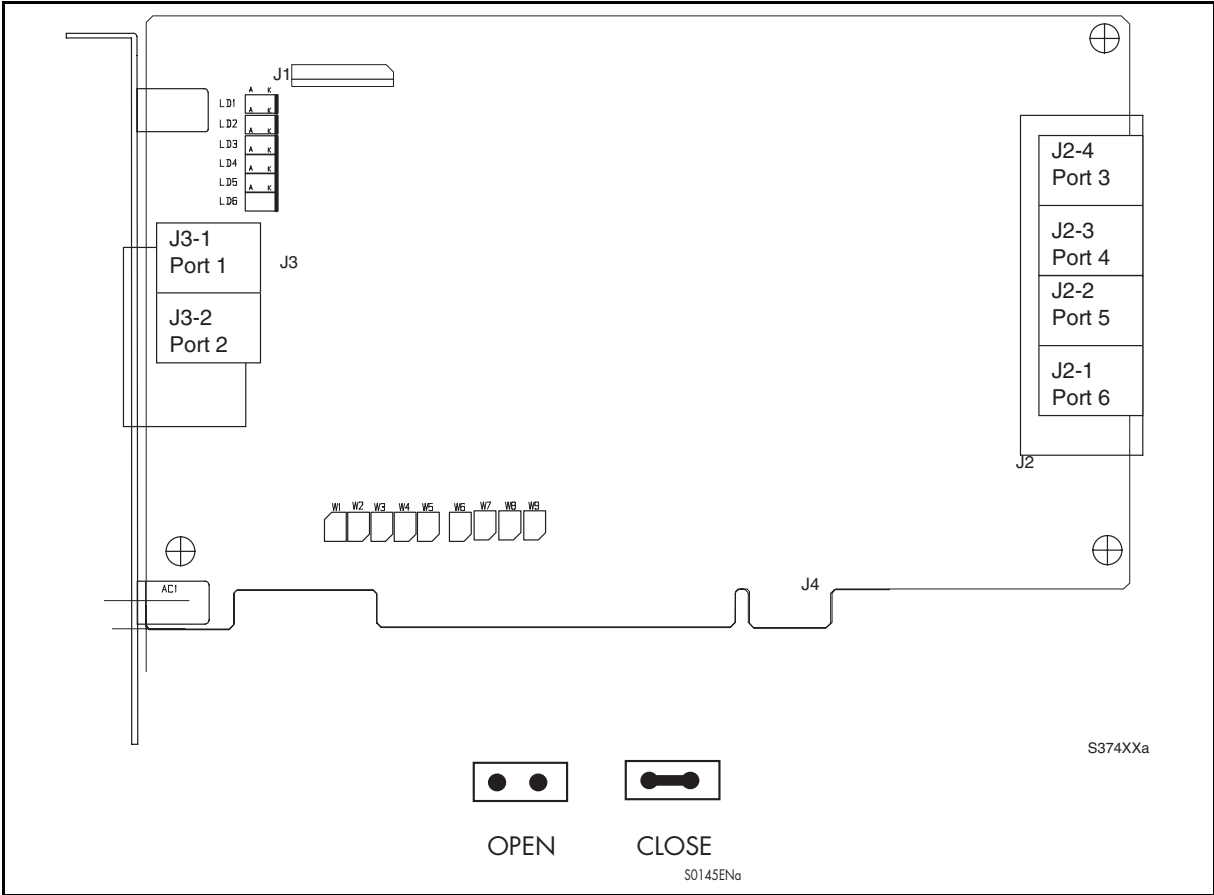 J1
A K
LD1
A K
LD2
A K
LD3
A K
LD4
A K
LD5
A K
LD6
J3-1
Port 1
J3
J3-2
Port 2
J2-4
Port 3
J2-3
Port 4
J2-2
Port 5
J2-1
Port 6
J2
W1 W2 W3 W4 W5 W6 W7 W8 W9
AC1
J4
S374XXa
OPEN
CLOSE
S0145ENa